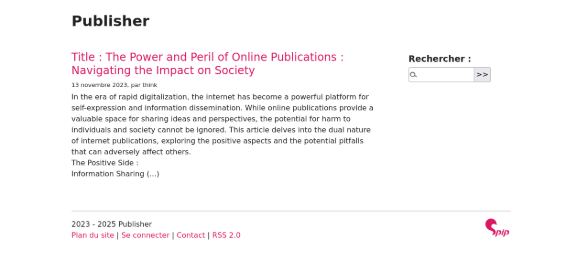 Publisher
Title : The Power and Peril of Online Publications :
Navigating the Impact on Society
13 novembre 2023, par think
In the era of rapid digitalization, the internet has become a powerful platform for
self-expression and information dissemination. While online publications provide a
valuable space for sharing ideas and perspectives, the potential for harm to
individuals and society cannot be ignored. This article delves into the dual nature
of internet publications, exploring the positive aspects and the potential pitfalls
that can adversely affect others.
The Positive Side :
Information Sharing (...)
Rechercher :
>>
2023 - 2025 Publisher
Plan du site | Se connecter | Contact | RSS 2.0
spip